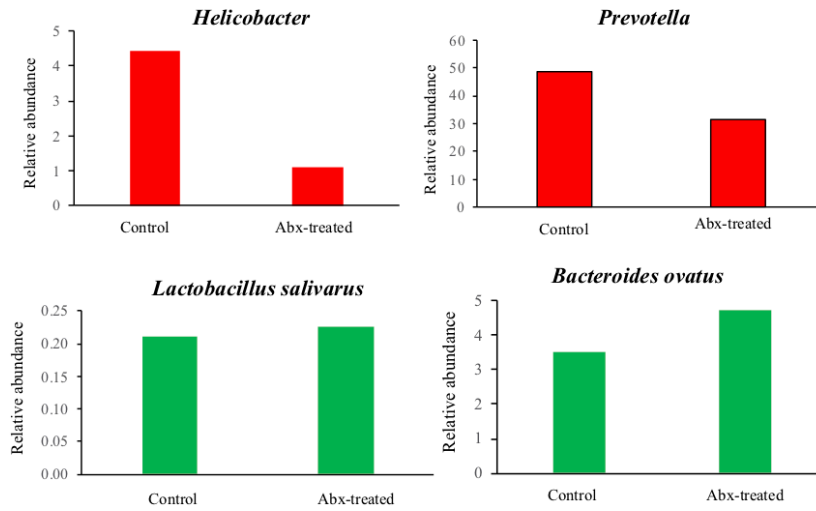 Helicobacter
Relative abundance
5
4
3
2
1
0
Control Abx-treated
Prevotella
Relative abundance
60
50
40
30
20
10
0
Control Abx-treated
Lactobacillus salivarus
Relative abundance
0.25
0.20
0.15
0.10
0.05
0.00
Control Abx-treated
Bacteroides ovatus
Relative abundance
5
4
3
2
1
0
Control Abx-treated